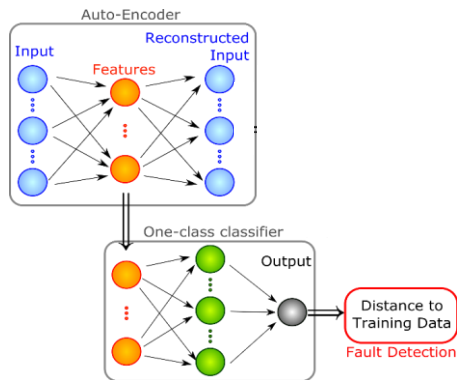 Auto-Encoder
Input
Features
Reconstructed
Input
One-class classifier
Output
Distance to
Training Data
Fault Detection